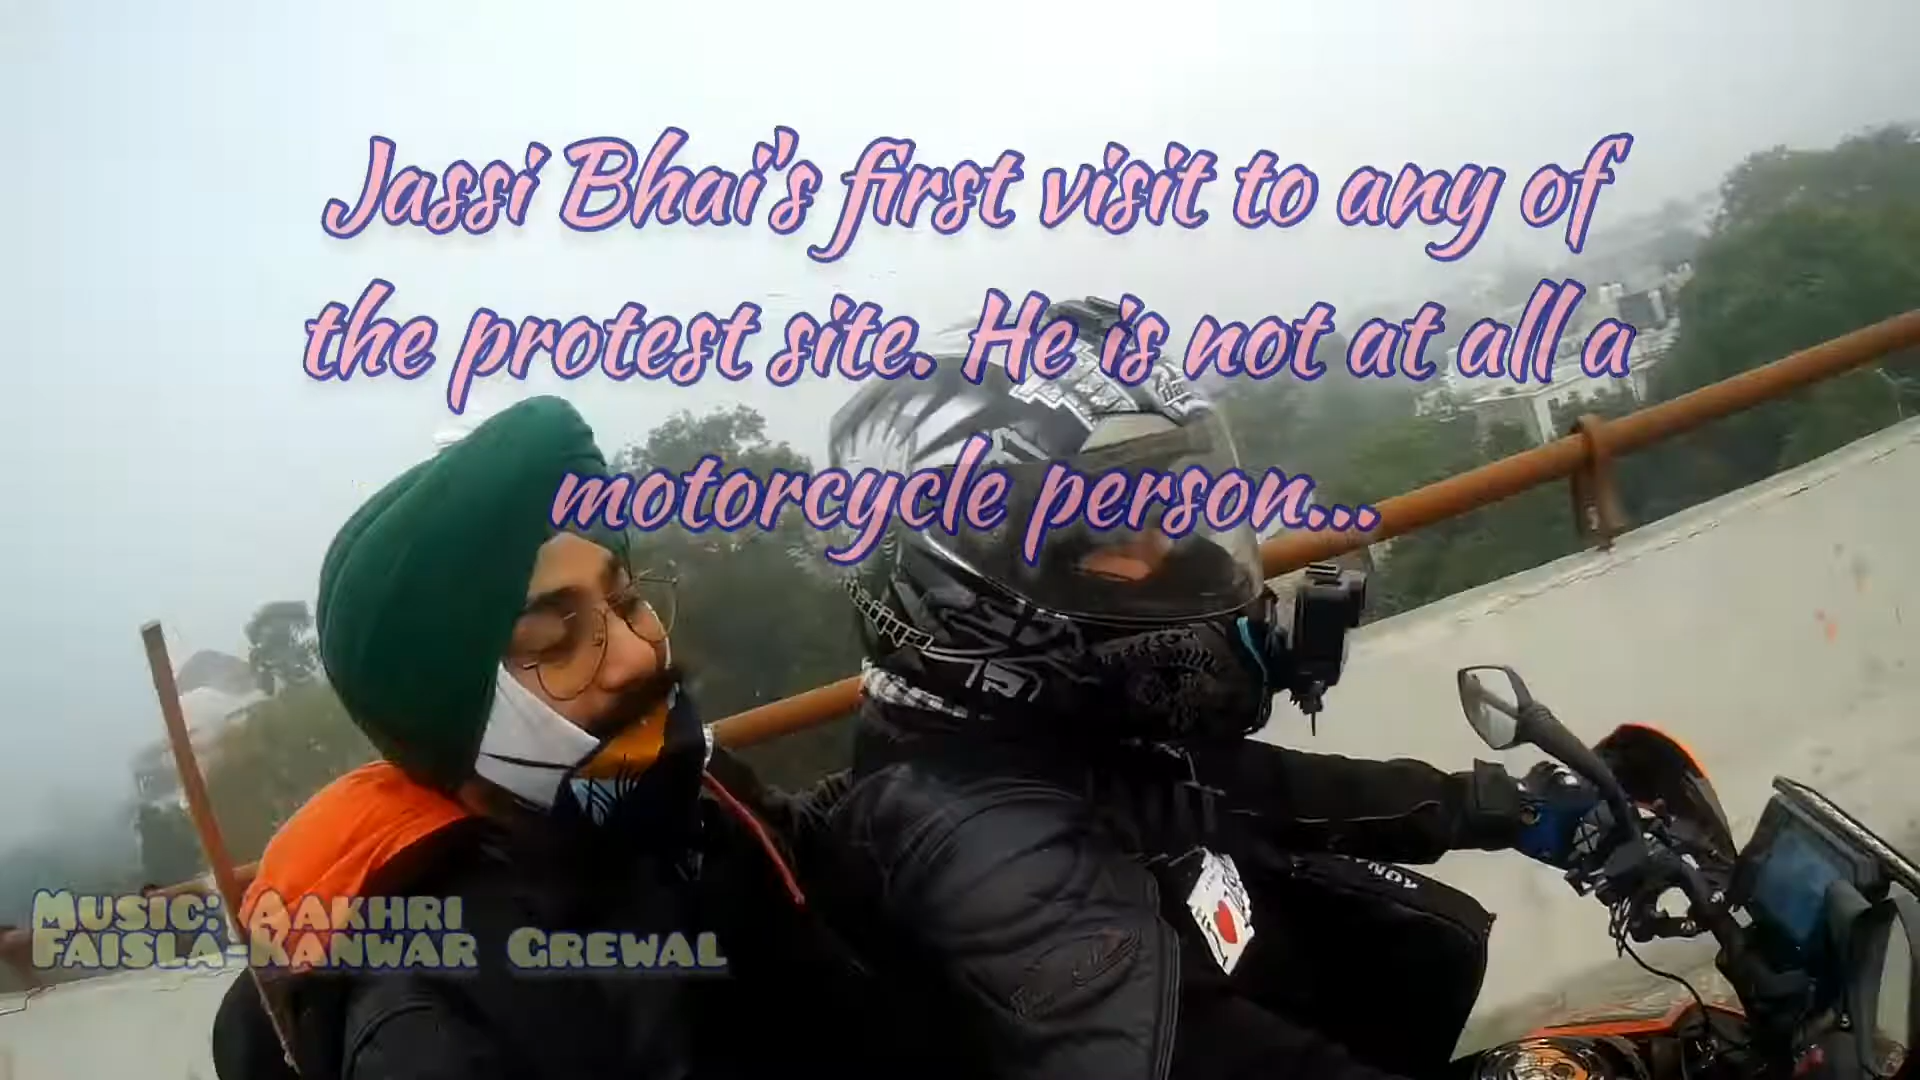 Jassi Bhai's first visit to any of
the protest site. He is not at all a
motorcycle person...
Music: Aakhri
Faisla-Kanwar Grewal